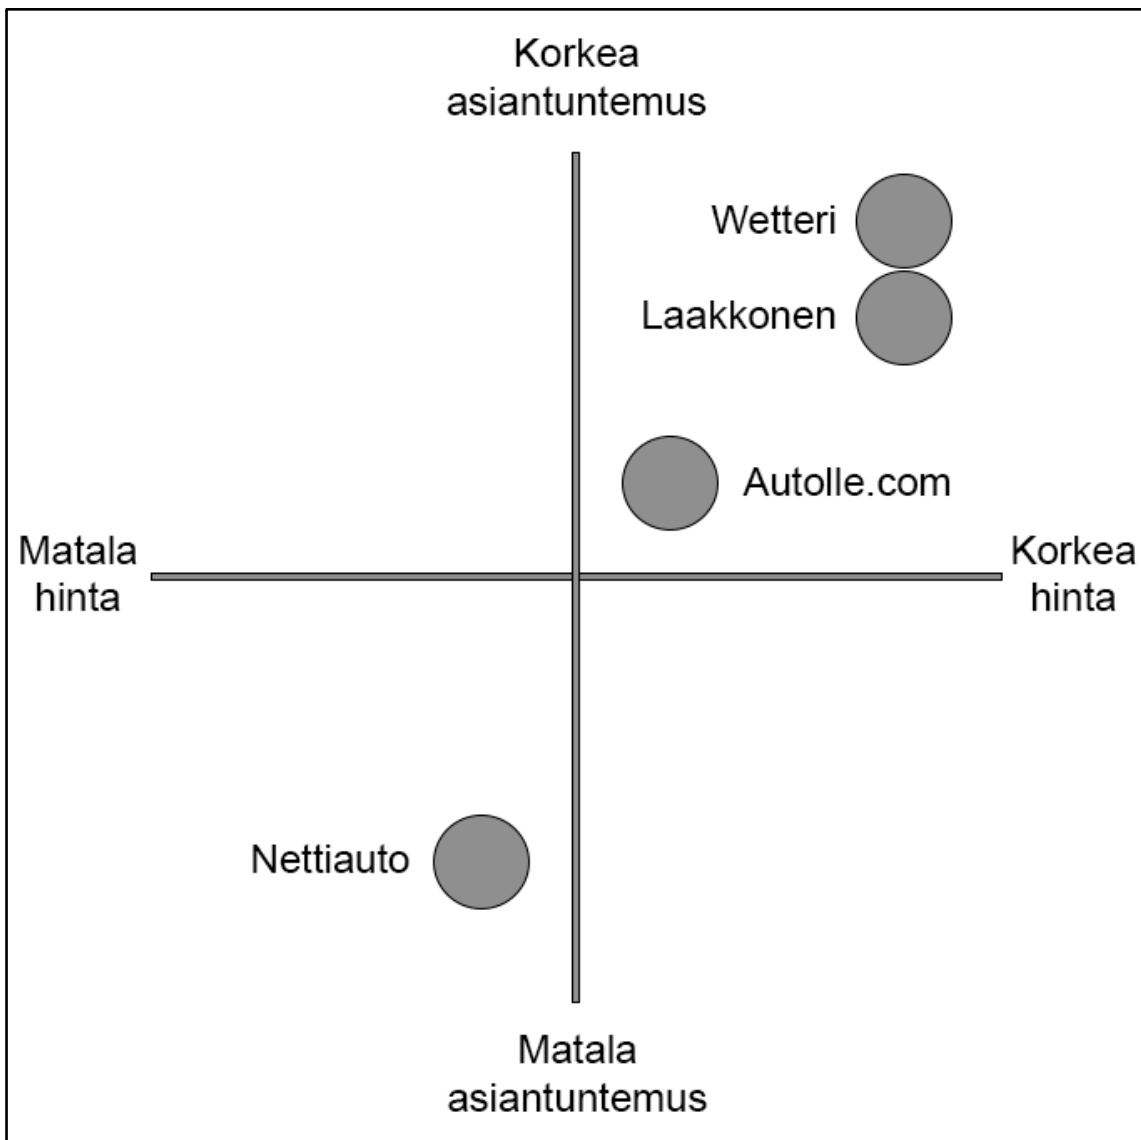 Korkea
asiantuntemus
Wetteri
Laakkonen
Autolle.com
Matala
hinta
Korkea
hinta
Nettiauto
Matala
asiantuntemus